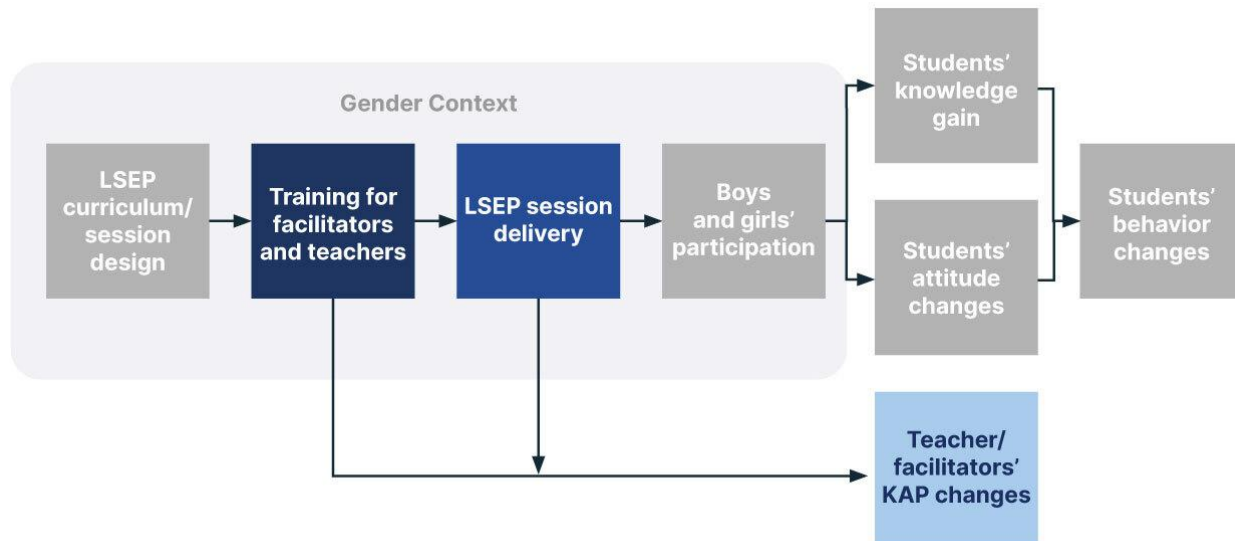 Gender Context
LSEP
curriculum/
session
design
Training for
facilitators
and teachers
LSEP session
delivery
Boys
and girls’
participation
Students’
knowledge
gain
Students’
attitude
changes
Students’
behavior
changes
Teacher/
facilitators’
KAP changes